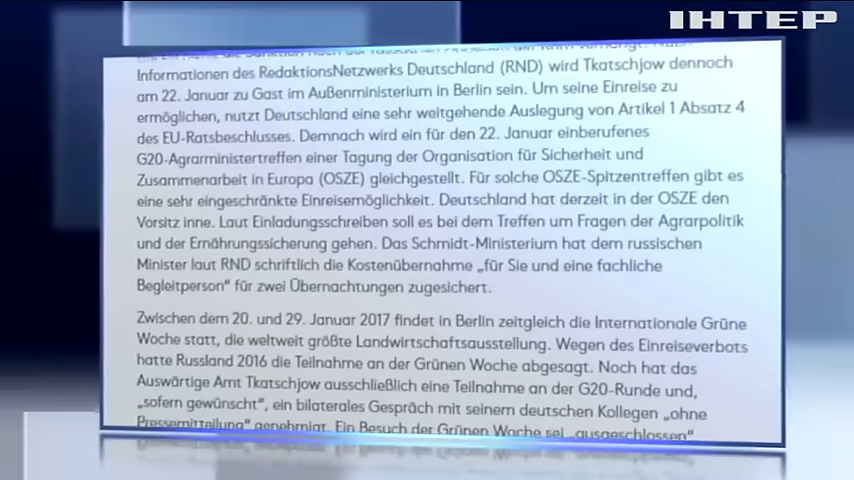 ІНТЕР
Informationen des RedaktionsNetzwerks Deutschland (RND) wird Tkatschjow dennoch
am 22. Januar zu Gast im Außenministerium in Berlin sein. Um seine Einreise zu
ermöglichen, nutzt Deutschland eine sehr weitgehende Auslegung von Artikel 1 Absatz 4
des EU-Ratsbeschlusses. Demnach wird ein für den 22. Januar einberufenes
G20-Agrarministertreffen einer Tagung der Organisation für Sicherheit und
Zusammenarbeit in Europa (OSZE) gleichgestellt. Für solche OSZE-Spitzentreffen gibt es
eine sehr eingeschränkte Einreisemöglichkeit. Deutschland hat derzeit in der OSZE den
Vorsitz inne. Laut Einladungsschreiben soll es bei dem Treffen um Fragen der Agrarpolitik
und der Ernährungssicherung gehen. Das Schmidt-Ministerium hat dem russischen
Minister laut RND schriftlich die Kostenübernahme „für Sie und eine fachliche
Begleitperson“ für zwei Übernachtungen zugesichert.
Zwischen dem 20. und 29. Januar 2017 findet in Berlin zeitgleich die Internationale Grüne
Woche statt, die weltweit größte Landwirtschaftsausstellung. Wegen des Einreiseverbots
hatte Russland 2016 die Teilnahme an der Grünen Woche abgesagt. Noch hat das
Auswärtige Amt Tkatschjow ausschließlich eine Teilnahme an der G20-Runde und,
„sofern gewünscht“, ein bilaterales Gespräch mit seinem deutschen Kollegen „ohne
Pressemitteilung“ genehmigt. Ein Besuch der Grünen Woche sei „ausgeschlossen“